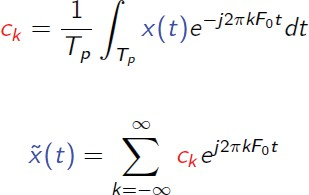 c_k = \frac{1}{T_p} \int_{T_p} x(t) e^{-j2\pi k F_0 t} dt
\tilde{x}(t) = \sum_{k=-\infty}^{\infty} c_k e^{j2\pi k F_0 t}